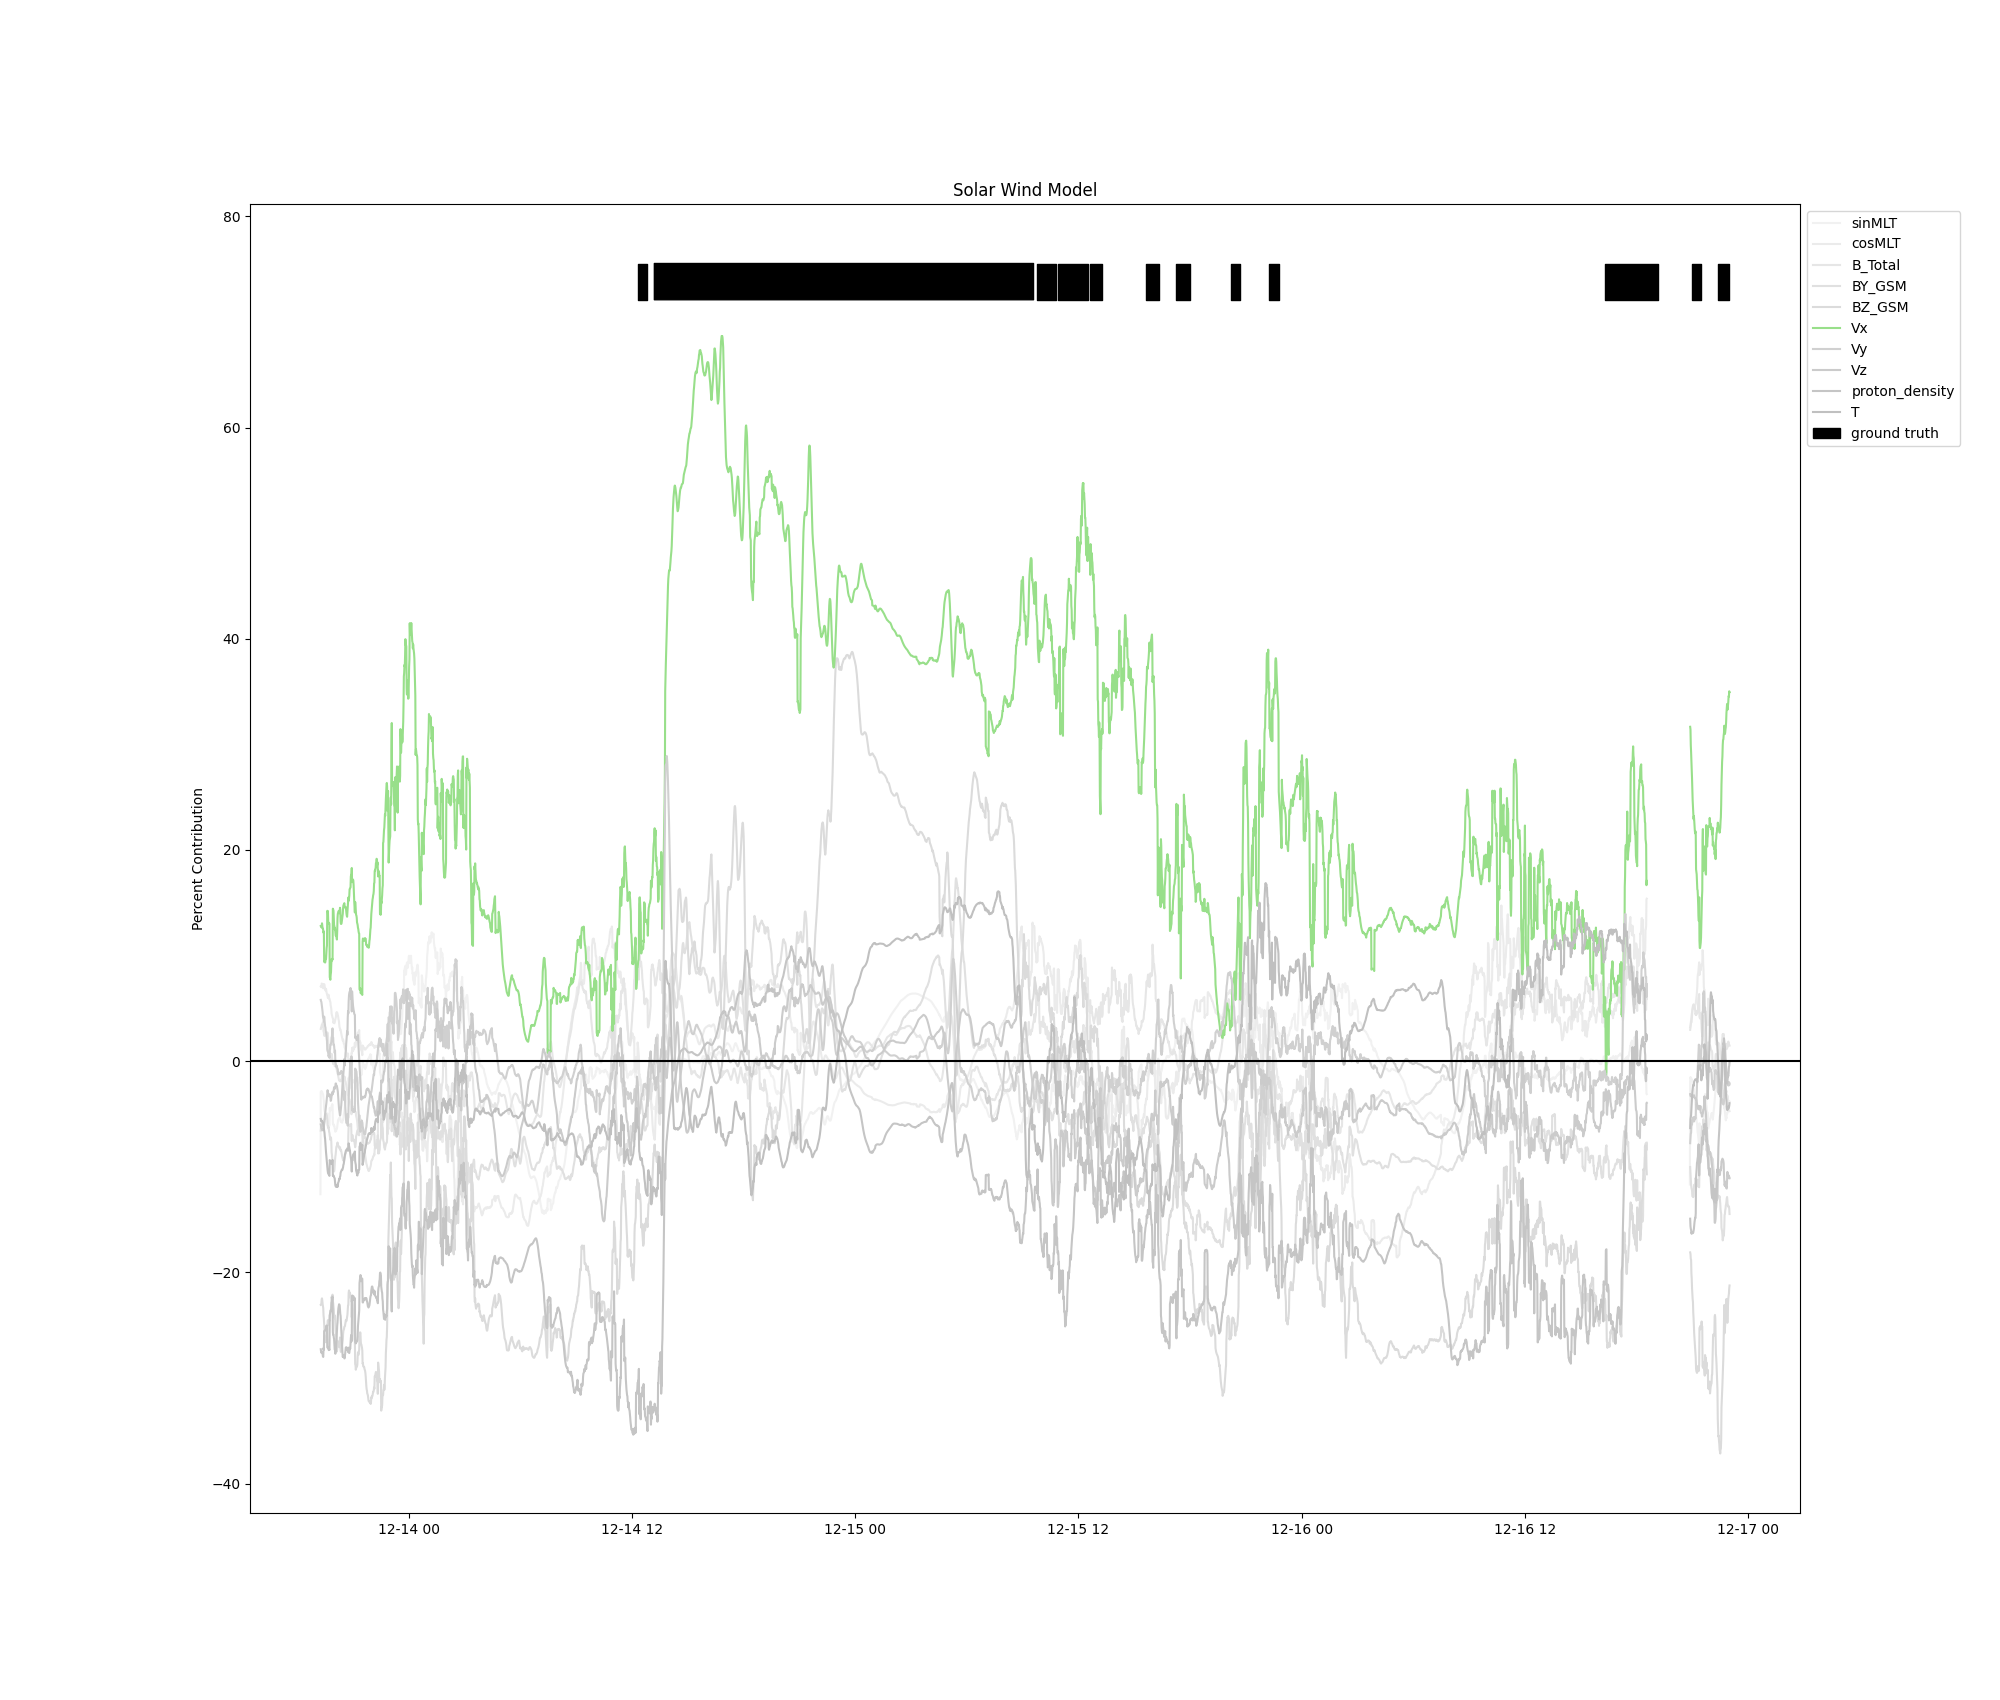 Solar Wind Model
80
60
40
20
0
−20
−40
Percent Contribution
12-14 00
12-14 12
12-15 00
12-15 12
12-16 00
12-16 12
12-17 00
sinMLT
cosMLT
B_Total
BY_GSM
BZ_GSM
Vx
Vy
Vz
proton_density
T
ground truth